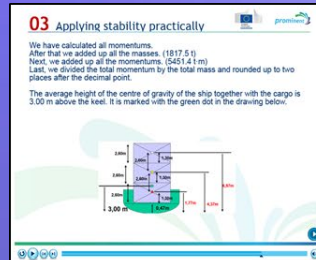 03 Applying stability practically
prominent
We have calculated all momentums.
After that we added up all the masses. (1817.5 t)
Next, we added up all the momentums. (5451.4 t·m)
Last, we divided the total momentum by the total mass and rounded up to two
places after the decimal point.
The average height of the centre of gravity of the ship together with the cargo is
3.00 m above the keel. It is marked with the green dot in the drawing below.
3,00 m